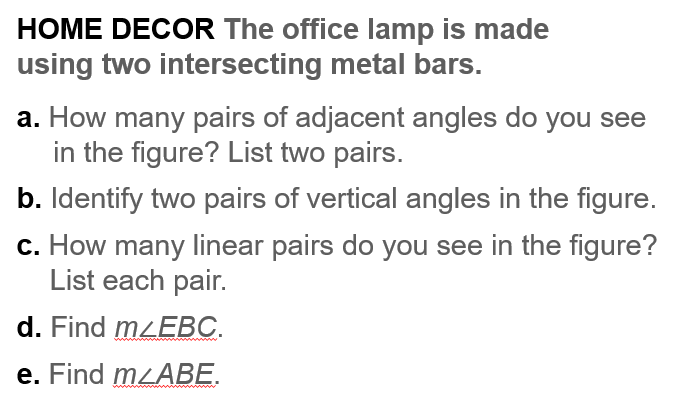 HOME DECOR The office lamp is made
using two intersecting metal bars.
a. How many pairs of adjacent angles do you see
in the figure? List two pairs.
b. Identify two pairs of vertical angles in the figure.
c. How many linear pairs do you see in the figure?
List each pair.
d. Find m∠EBC.
e. Find m∠ABE.